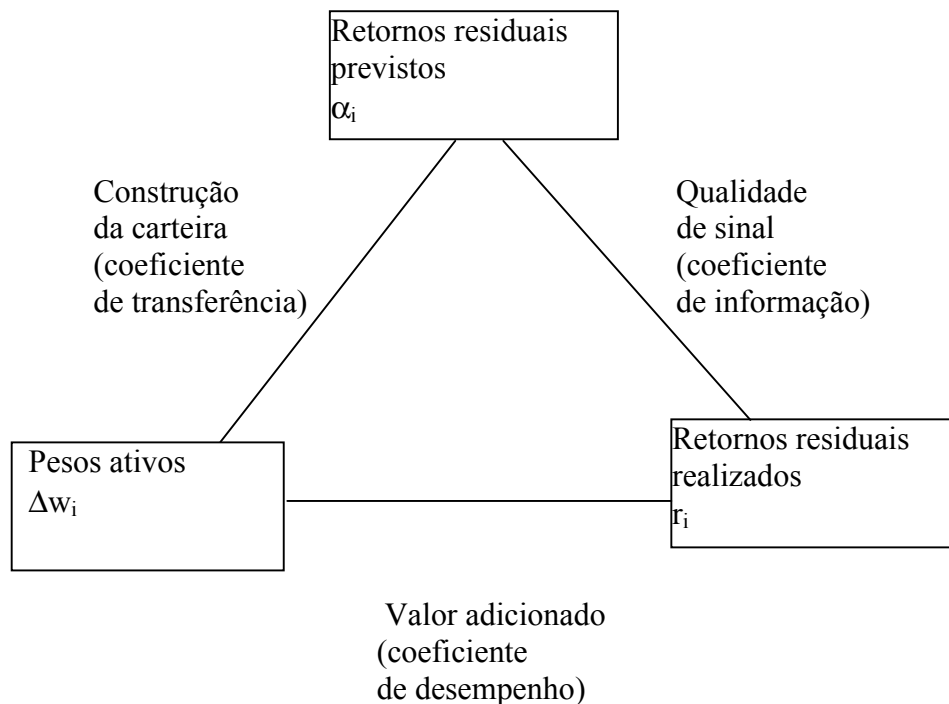 Retornos residuais
previstos
αi
Construção
da carteira
(coeficiente
de transferência)
Qualidade
de sinal
(coeficiente
de informação)
Pesos ativos
Δwi
Retornos residuais
realizados
ri
Valor adicionado
(coeficiente
de desempenho)